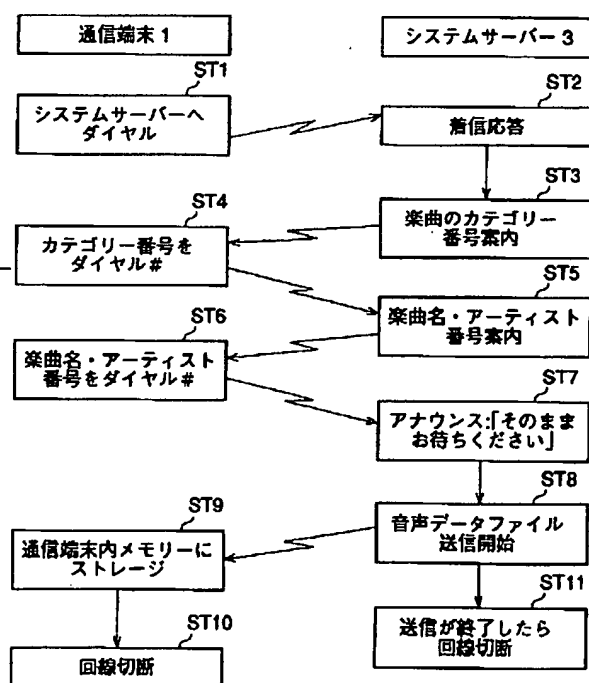 通信端末1
システムサーバー3
ST1
システムサーバーへ
ダイヤル
ST2
着信応答
ST3
楽曲のカテゴリー
番号案内
ST4
カテゴリー番号を
ダイヤル#
ST5
楽曲名・アーティスト
番号案内
ST6
楽曲名・アーティスト
番号をダイヤル#
ST7
アナウンス:「そのまま
お待ちください」
ST8
音声データファイル
送信開始
ST9
通信端末内メモリーに
ストレージ
ST10
回線切断
ST11
送信が終了したら
回線切断